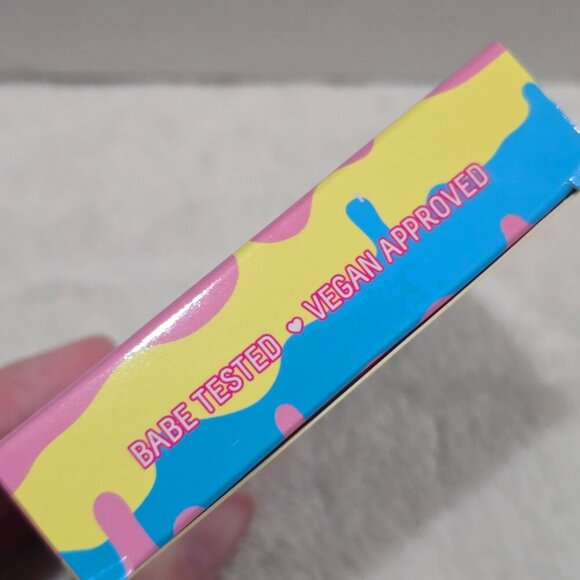 BABE TESTED ♥ VEGAN APPROVED